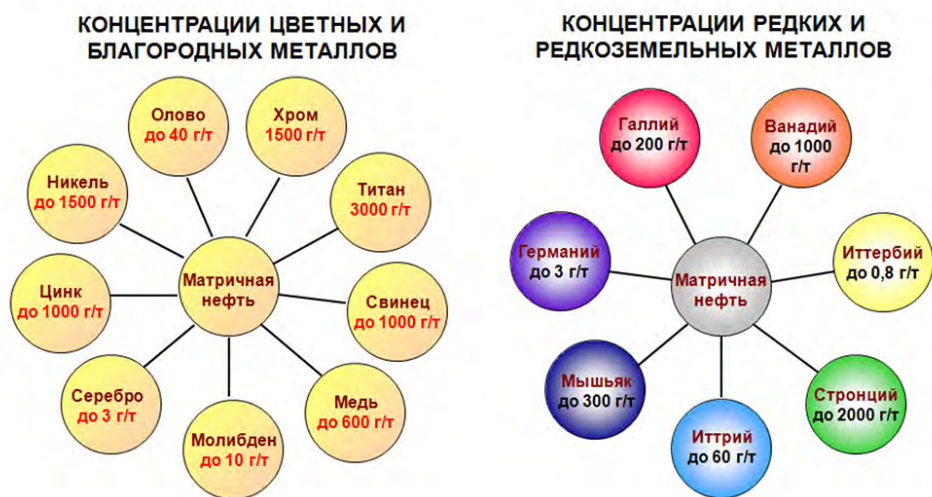 КОНЦЕНТРАЦИИ ЦВЕТНЫХ И
БЛАГОРОДНЫХ МЕТАЛЛОВ
Олово
до 40 г/т
Хром
1500 г/т
Никель
до 1500 г/т
Титан
3000 г/т
Матричная
нефть
Цинк
до 1000 г/т
Свинец
до 1000 г/т
Серебро
до 3 г/т
Медь
до 600 г/т
Молибден
до 10 г/т
КОНЦЕНТРАЦИИ РЕДКИХ И
РЕДКОЗЕМЕЛЬНЫХ МЕТАЛЛОВ
Галлий
до 200 г/т
Ванадий
до 1000
г/т
Германий
до 3 г/т
Матричная
нефть
Иттербий
до 0,8 г/т
Мышьяк
до 300 г/т
Стронций
до 2000 г/т
Иттрий
до 60 г/т